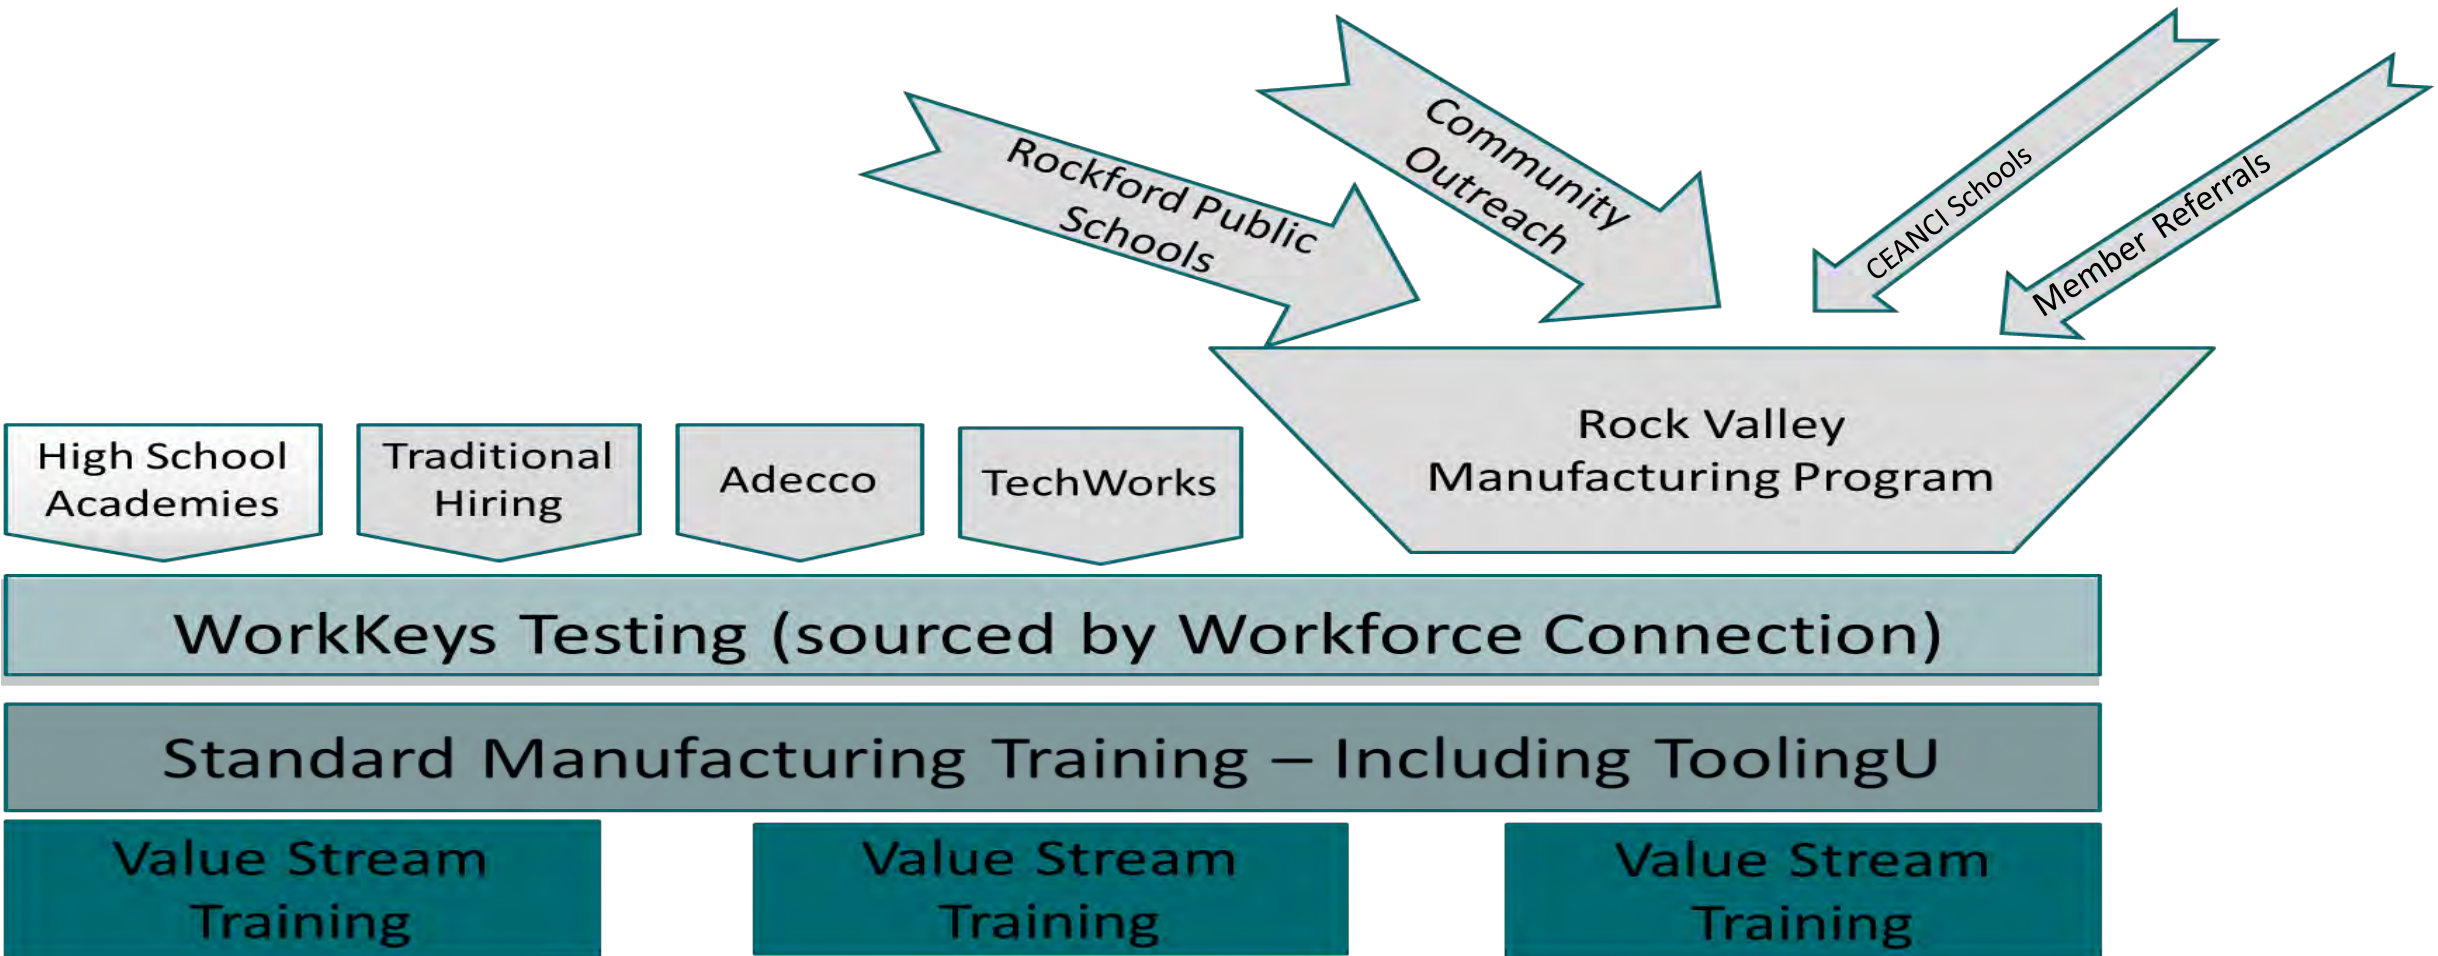 Rockford Public
Schools
Community
Outreach
CEANCI Schools
Member Referrals
High School
Academies
Traditional
Hiring
Adecco
TechWorks
Rock Valley
Manufacturing Program
WorkKeys Testing (sourced by Workforce Connection)
Standard Manufacturing Training – Including ToolingU
Value Stream
Training
Value Stream
Training
Value Stream
Training